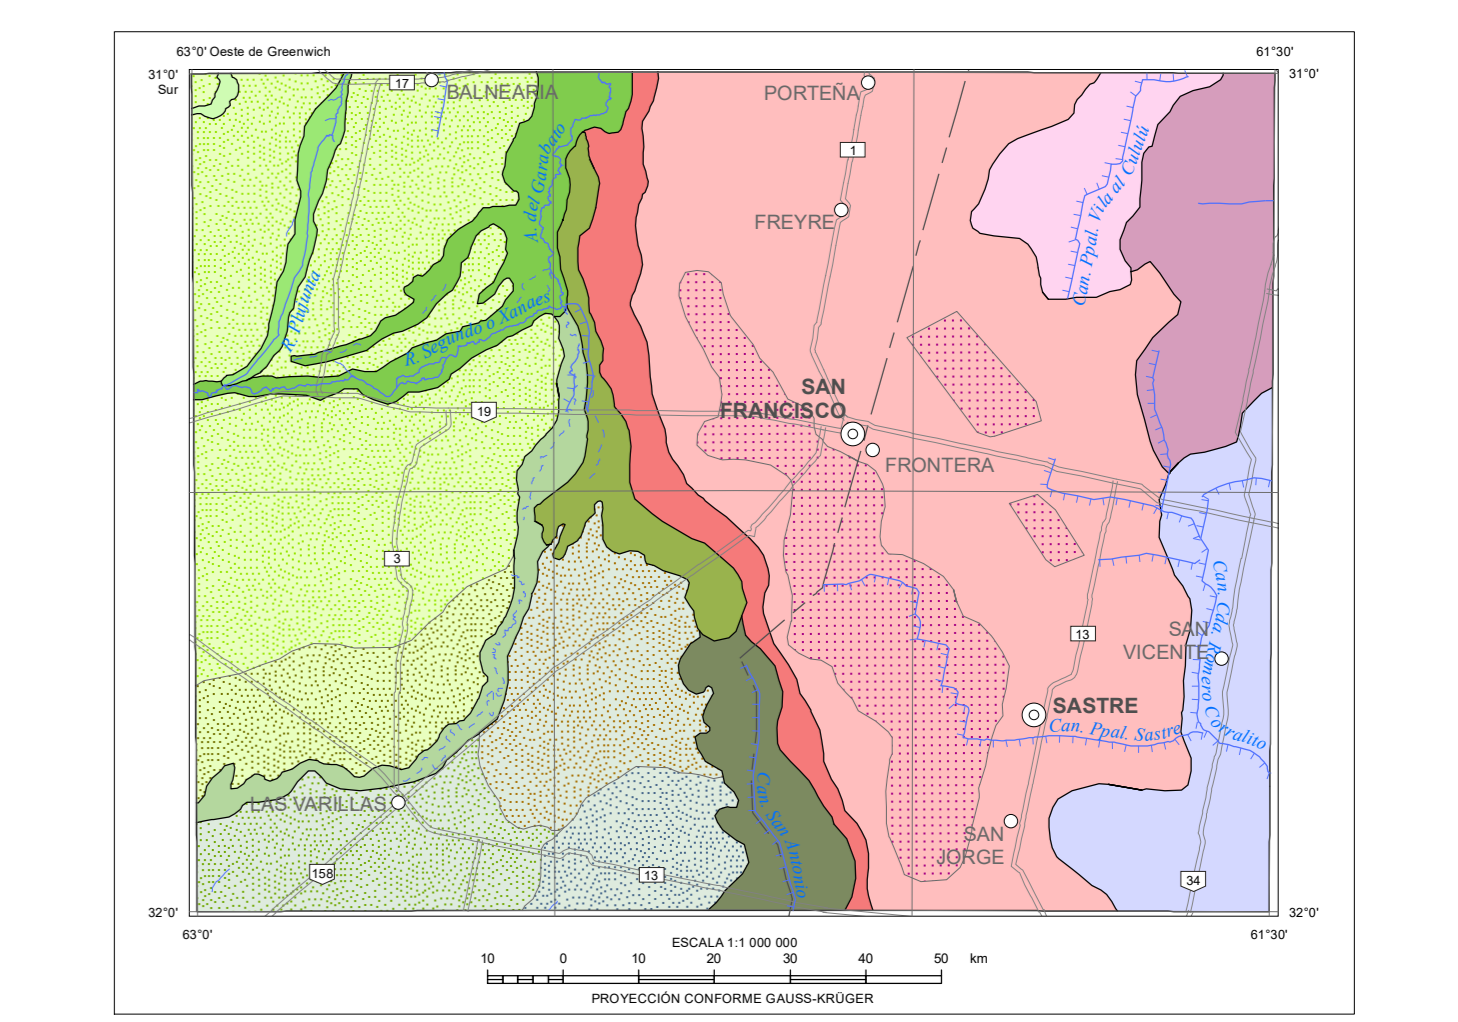 63°0' Oeste de Greenwich
61°30'
31°0'
Sur
31°0'
17
BALNEARIA
PORTEÑA
1
A. del Garabato
Can. Ppal. Vila al Cululú
FREYRE
R. Plujunta
R. Segundo o Xanaes
SAN
FRANCISCO
19
FRONTERA
3
Can. Cda. Romero Corralito
13
SAN
VICENTE
SASTRE
Can. Ppal. Sastre
LAS VARILLAS
Can. San Antonio
SAN
JORGE
158
13
34
32°0'
32°0'
63°0'
61°30'
ESCALA 1:1 000 000
10 0 10 20 30 40 50 km
PROYECCIÓN CONFORME GAUSS-KRÜGER